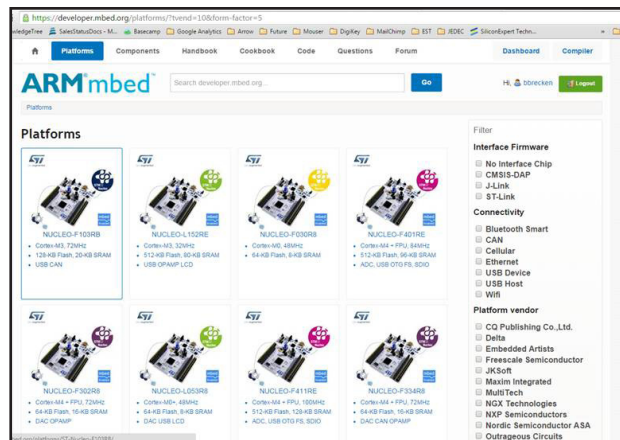 https://developer.mbed.org/platforms/?tvend=10&form-factor=5
wledgeTree SalesStatusDocs - M... Basecamp Google Analytics Arrow Future Mouser DigiKey MailChimp EST JEDEC SiliconExpert Techn...
Platforms Components Handbook Cookbook Code Questions Forum Dashboard Compiler
ARM mbed Search developer.mbed.org... Go Hi, bbrecken Logout
Platforms
Platforms
NUCLEO-F103RB
Cortex-M3, 72MHz
128-KB Flash, 20-KB SRAM
USB CAN
NUCLEO-L152RE
Cortex-M3, 32MHz
512-KB Flash, 80-KB SRAM
USB OPAMP LCD
NUCLEO-F030R8
Cortex-M0, 48MHz
64-KB Flash, 8-KB SRAM
NUCLEO-F401RE
Cortex-M4 + FPU, 84MHz
512-KB Flash, 96-KB SRAM
ADC, USB OTG FS, SDIO
NUCLEO-F302R8
Cortex-M4 + FPU, 72MHz
64-KB Flash, 16-KB SRAM
DAC OPAMP
NUCLEO-L053R8
Cortex-M0+, 48MHz
64-KB Flash, 8-KB SRAM
DAC USB LCD
NUCLEO-F411RE
Cortex-M4 + FPU, 100MHz
512-KB Flash, 128-KB SRAM
ADC, USB OTG FS, SDIO
NUCLEO-F334R8
Cortex-M4 + FPU, 72MHz
64-KB Flash, 16-KB SRAM
DAC CAN OPAMP
Filter
Interface Firmware
No Interface Chip
CMSIS-DAP
J-Link
ST-Link
Connectivity
Bluetooth Smart
CAN
Cellular
Ethernet
USB Device
USB Host
Wifi
Platform vendor
CQ Publishing Co.,Ltd.
Delta
Embedded Artists
Freescale Semiconductor
JKSoft
Maxim Integrated
MultiTech
NGX Technologies
NXP Semiconductors
Nordic Semiconductor ASA
Outrageous Circuits